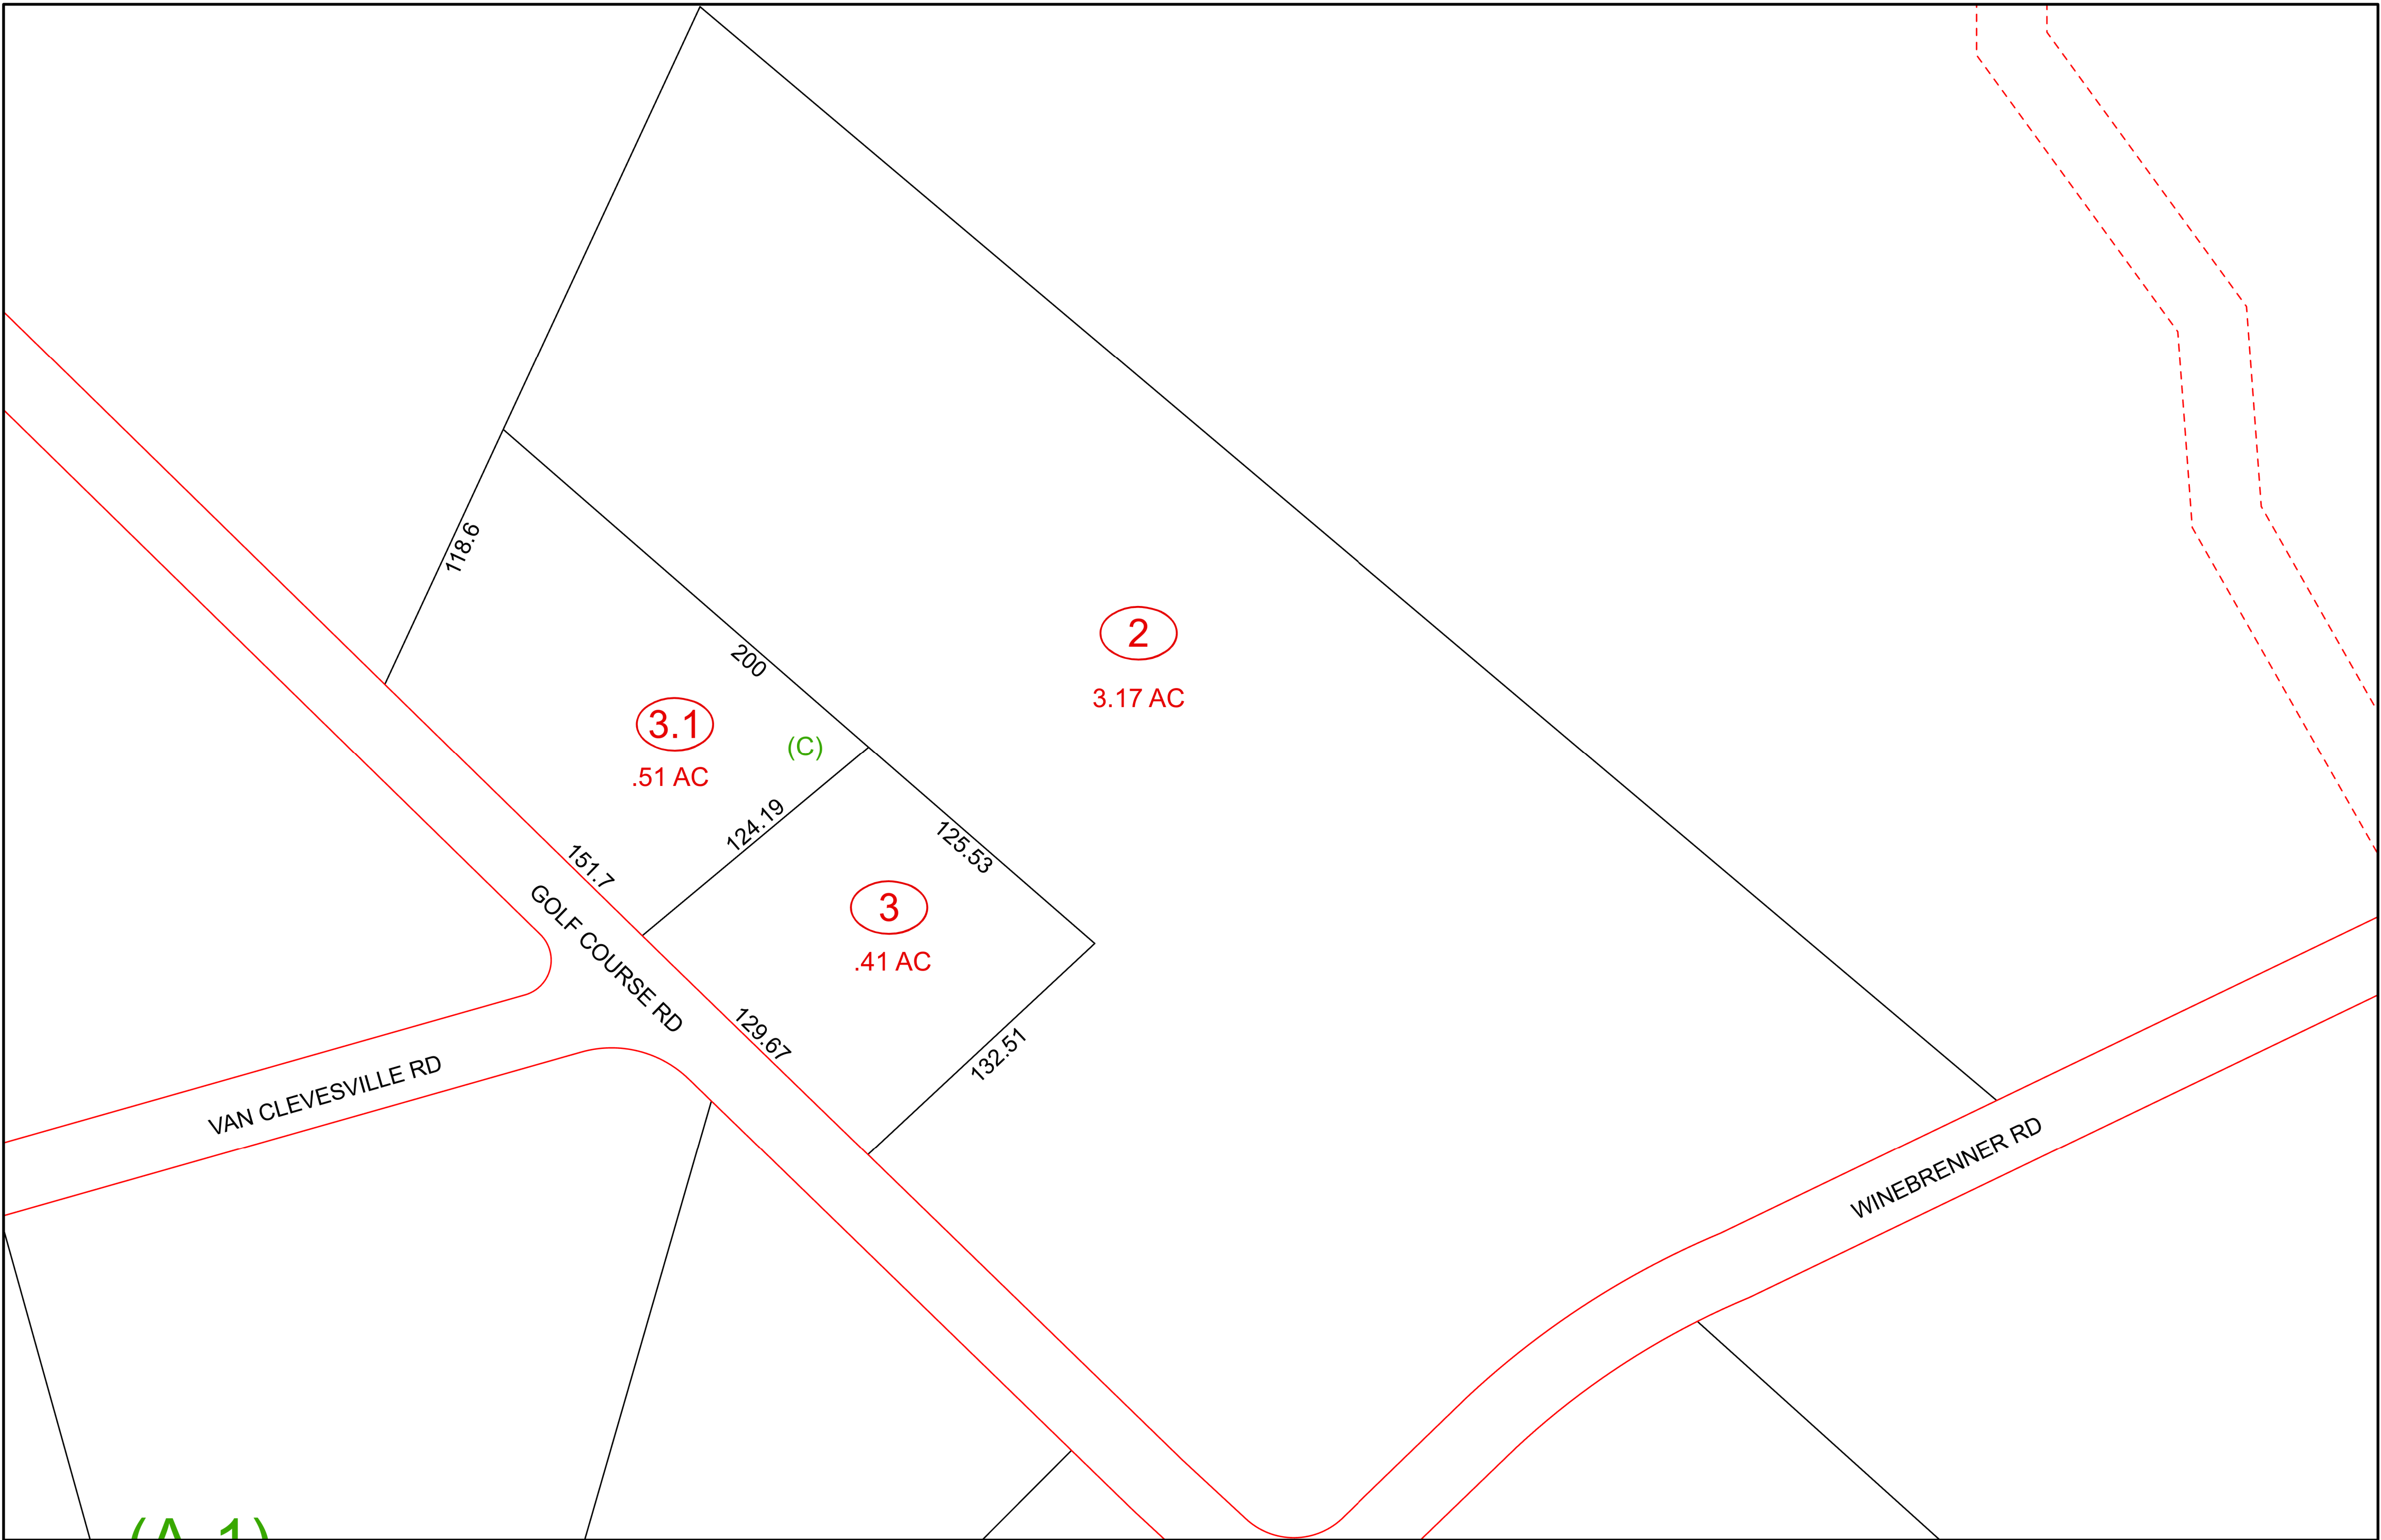 118.6
200
2
3.17 AC
3.1
.51 AC
(C)
124.19
125.53
151.7
3
.41 AC
GOLF COURSE RD
129.67
132.51
VAN CLEVESVILLE RD
WINEBRENNER RD
(A-1)